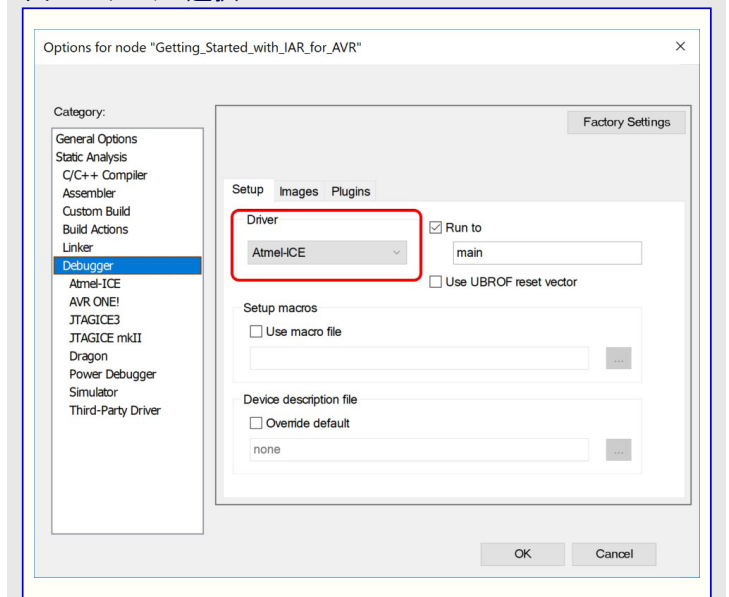 Options for node "Getting_Started_with_IAR_for_AVR"
Category:
Factory Settings
General Options
Static Analysis
C/C++ Compiler
Assembler
Custom Build
Build Actions
Linker
Debugger
Atmel-ICE
AVR ONE!
JTAGICE3
JTAGICE mkII
Dragon
Power Debugger
Simulator
Third-Party Driver
Setup Images Plugins
Driver
Atmel-ICE
Run to
main
Use UBROF reset vector
Setup macros
Use macro file
...
Device description file
Override default
none
...
OK Cancel